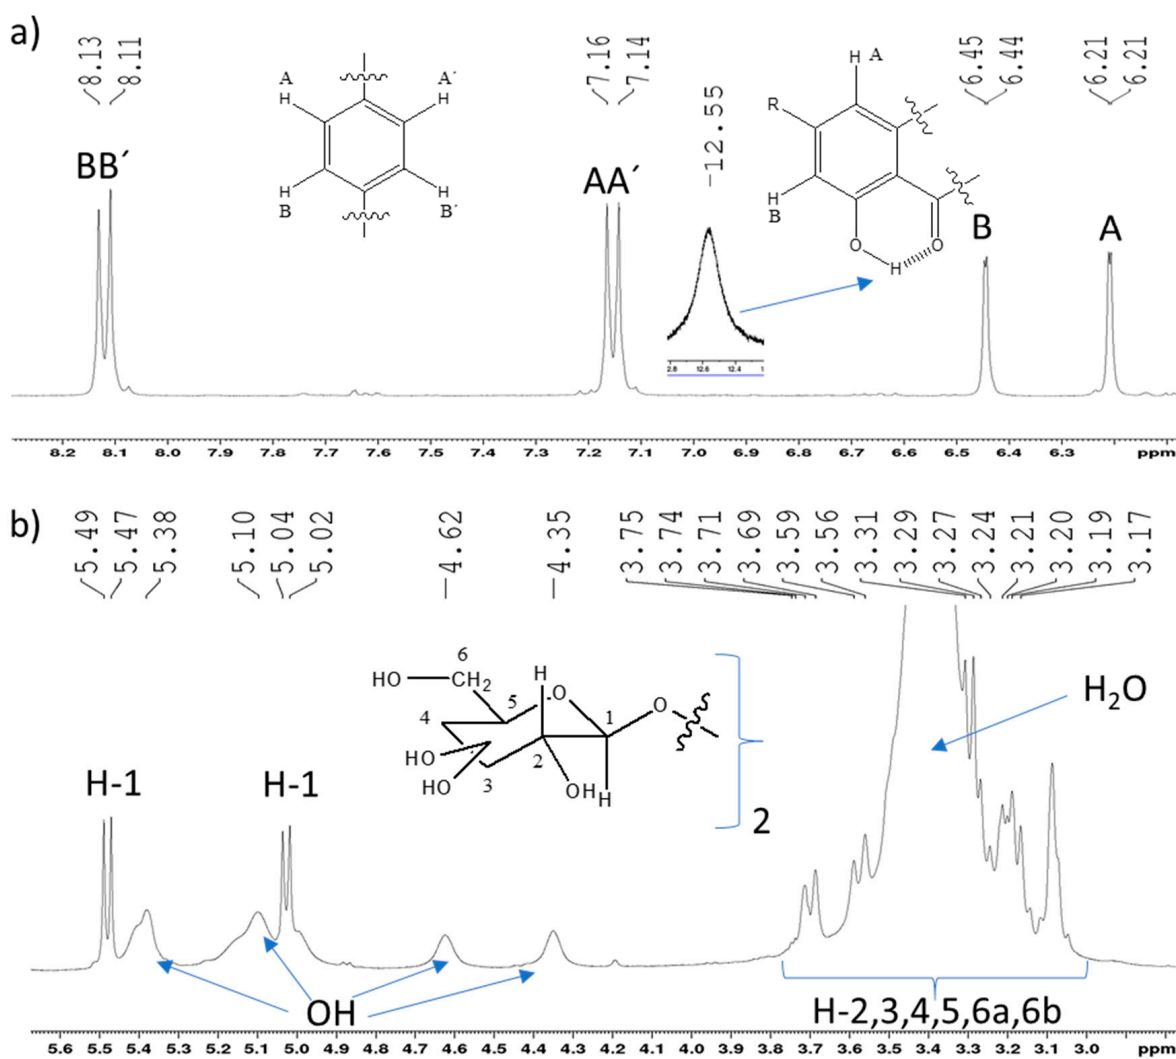 a)
8.13
8.11
7.16
7.14
-12.55
6.45
6.44
6.21
6.21
A
A´
H
H
H
H
B
B´
BB´
AA´
H
A
R
H
B
O
H
O
B
A
2.8 12.6 12.4 1
8.2 8.1 8.0 7.9 7.8 7.7 7.6 7.5 7.4 7.3 7.2 7.1 7.0 6.9 6.8 6.7 6.6 6.5 6.4 6.3 ppm
b)
5.49
5.47
5.38
5.10
5.04
5.02
4.62
4.35
3.75
3.74
3.71
3.69
3.59
3.56
3.31
3.29
3.27
3.24
3.21
3.20
3.19
3.17
6
HO CH2
H
5
O
O
4
1
HO
HO
3
2
OH
H
2
H2O
H-1
H-1
OH
H-2,3,4,5,6a,6b
5.6 5.5 5.4 5.3 5.2 5.1 5.0 4.9 4.8 4.7 4.6 4.5 4.4 4.3 4.2 4.1 4.0 3.9 3.8 3.7 3.6 3.5 3.4 3.3 3.2 3.1 3.0 ppm